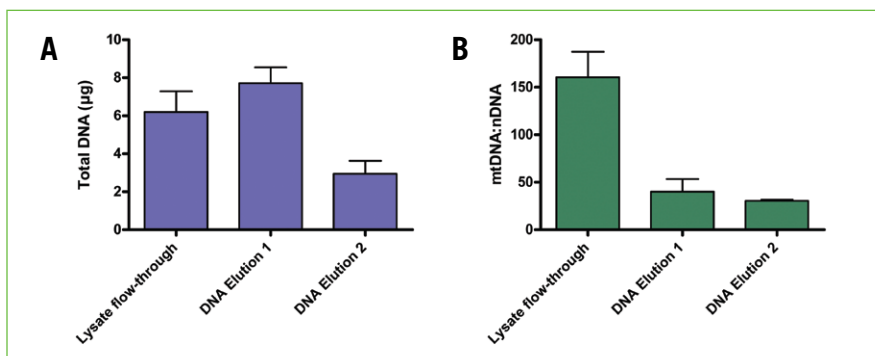 A
Total DNA (µg)
10
8
6
4
2
0
Lysate flow-through
DNA Elution 1
DNA Elution 2
B
mtDNA:nDNA
200
150
100
50
0
Lysate flow-through
DNA Elution 1
DNA Elution 2